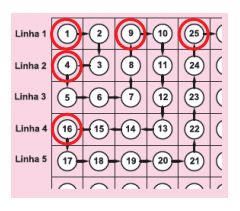 Linha 1 1 2 9 10 25
Linha 2 4 3 8 11 24
Linha 3 5 6 7 12 23
Linha 4 16 15 14 13 22
Linha 5 17 18 19 20 21